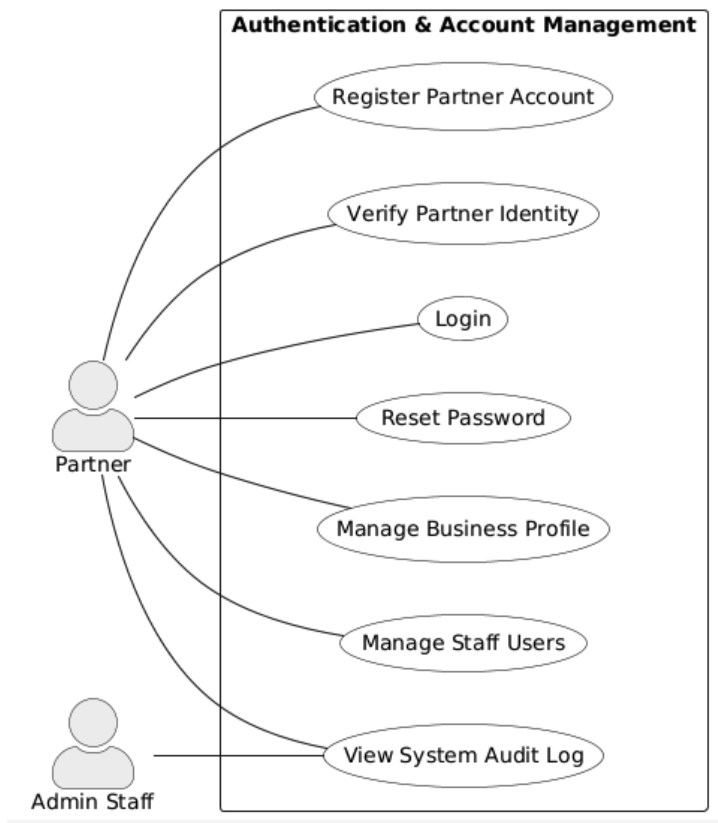 Authentication & Account Management
Register Partner Account
Verify Partner Identity
Login
Reset Password
Partner
Manage Business Profile
Manage Staff Users
View System Audit Log
Admin Staff